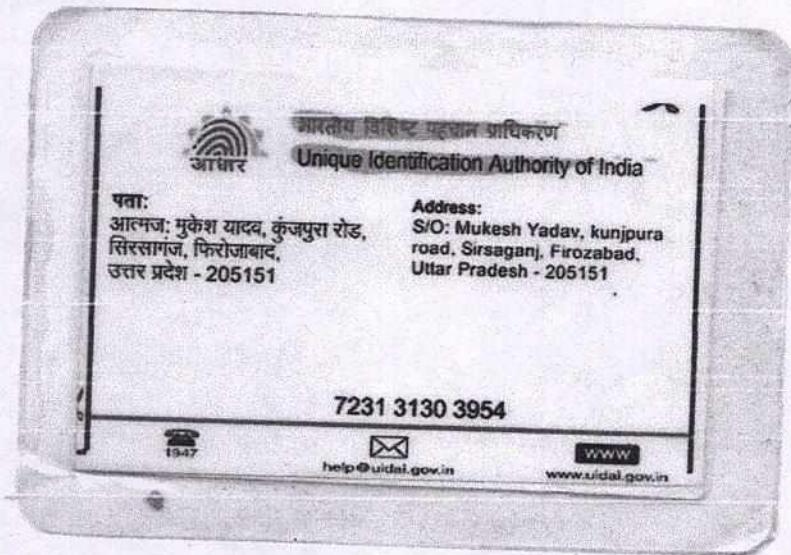 आधार
भारतीय विशिष्ट पहचान प्राधिकरण
Unique Identification Authority of India
पता:
आत्मज: मुकेश यादव, कुंजपुरा रोड,
सिरसागंज, फिरोजाबाद,
उत्तर प्रदेश - 205151
Address:
S/O: Mukesh Yadav, kunjpura
road, Sirsaganj, Firozabad,
Uttar Pradesh - 205151
7231 3130 3954
1947
help@uidai.gov.in
www
www.uidai.gov.in